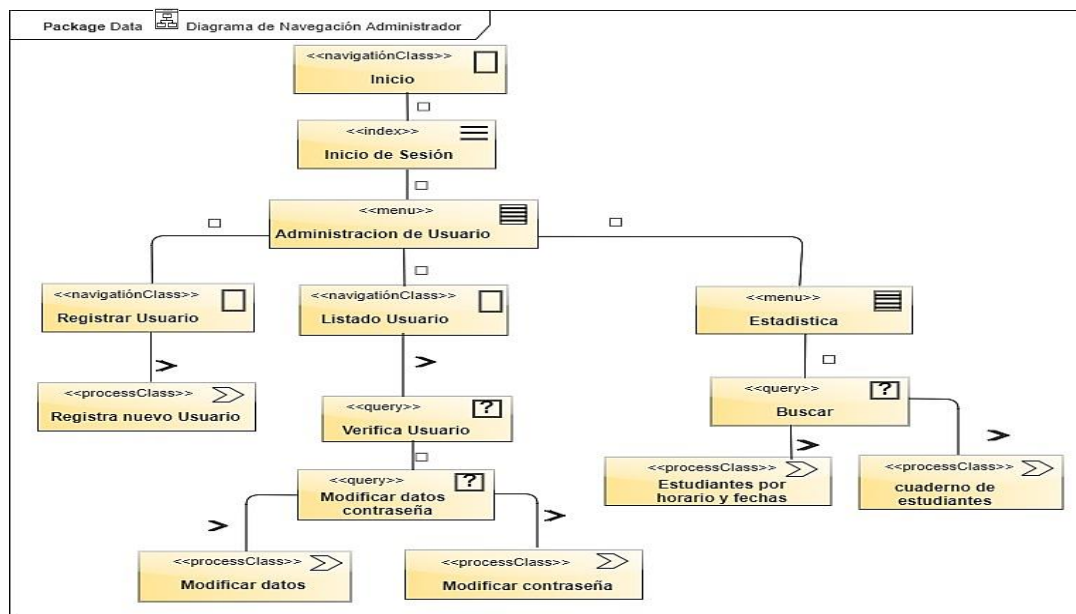 Package Data Diagrama de Navegación Administrador
<<navigatiónClass>>
Inicio
<<index>>
Inicio de Sesión
<<menu>>
Administracion de Usuario
<<navigatiónClass>>
Registrar Usuario
<<navigatiónClass>>
Listado Usuario
<<menu>>
Estadistica
<<processClass>>
Registra nuevo Usuario
<<query>>
Verifica Usuario
<<query>>
Buscar
<<query>>
Modificar datos
contraseña
<<processClass>>
Estudiantes por
horario y fechas
<<processClass>>
cuaderno de
estudiantes
<<processClass>>
Modificar datos
<<processClass>>
Modificar contraseña